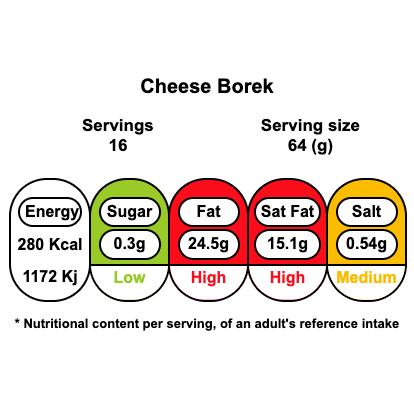 Cheese Borek
Servings
16
Serving size
64 (g)
Energy
280 Kcal
1172 Kj
Sugar
0.3g
Low
Fat
24.5g
High
Sat Fat
15.1g
High
Salt
0.54g
Medium
* Nutritional content per serving, of an adult's reference intake